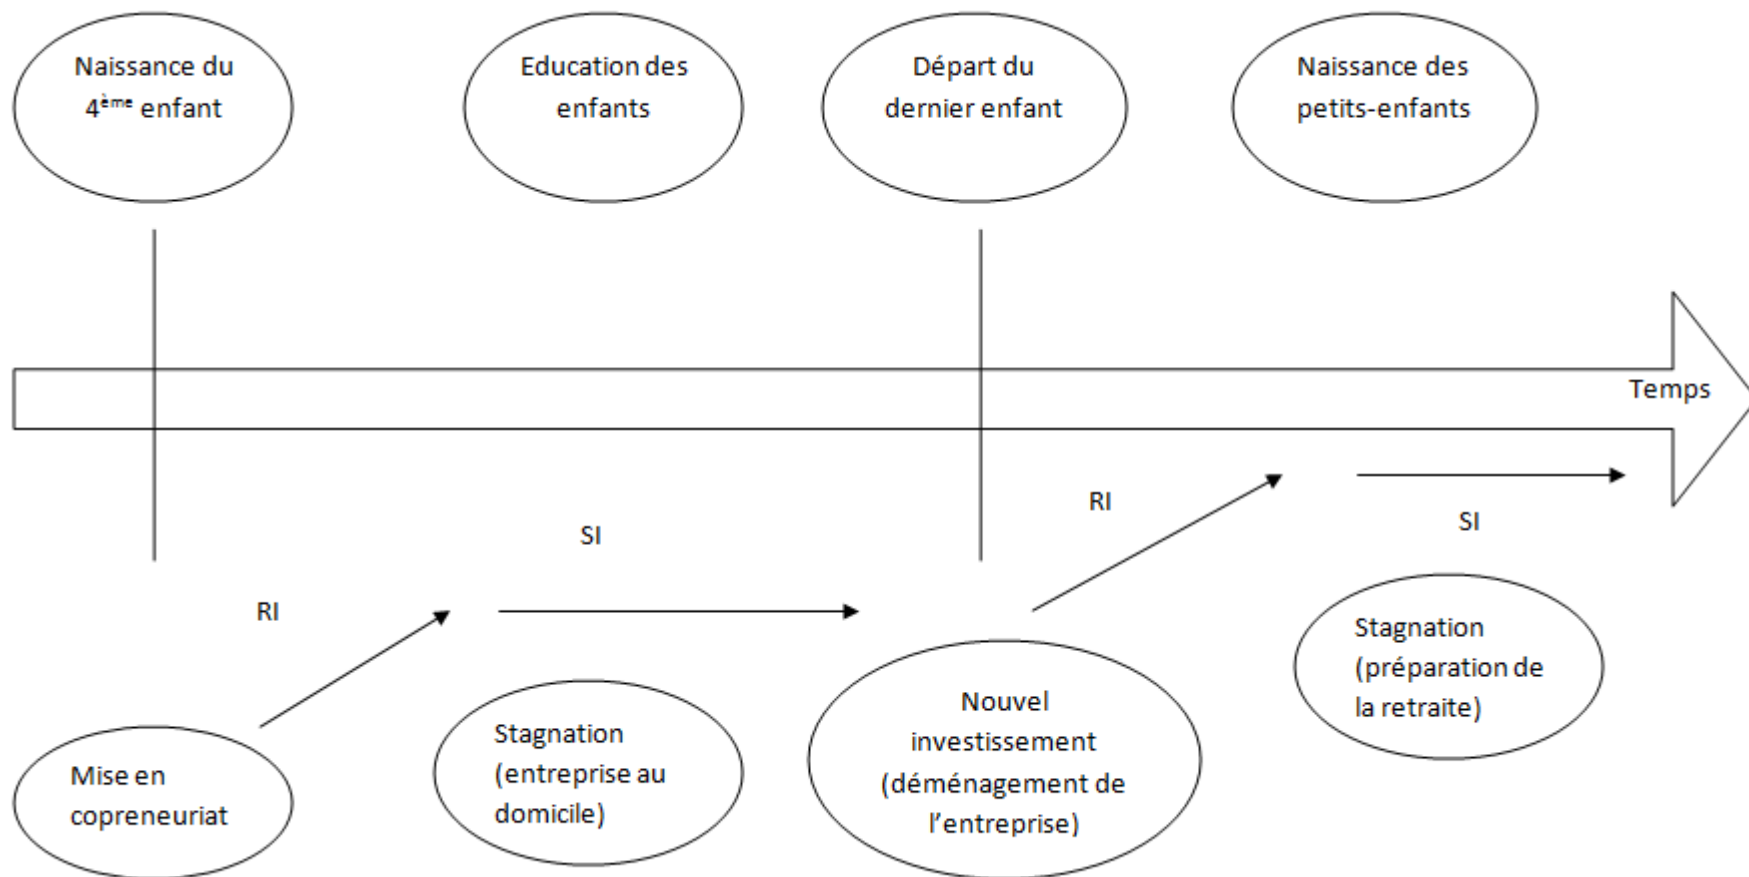 Naissance du
4ème enfant
Education des
enfants
Départ du
dernier enfant
Naissance des
petits-enfants
Temps
RI
SI
RI
SI
Mise en
copreneuriat
Stagnation
(entreprise au
domicile)
Nouvel
investissement
(déménagement de
l’entreprise)
Stagnation
(préparation de
la retraite)